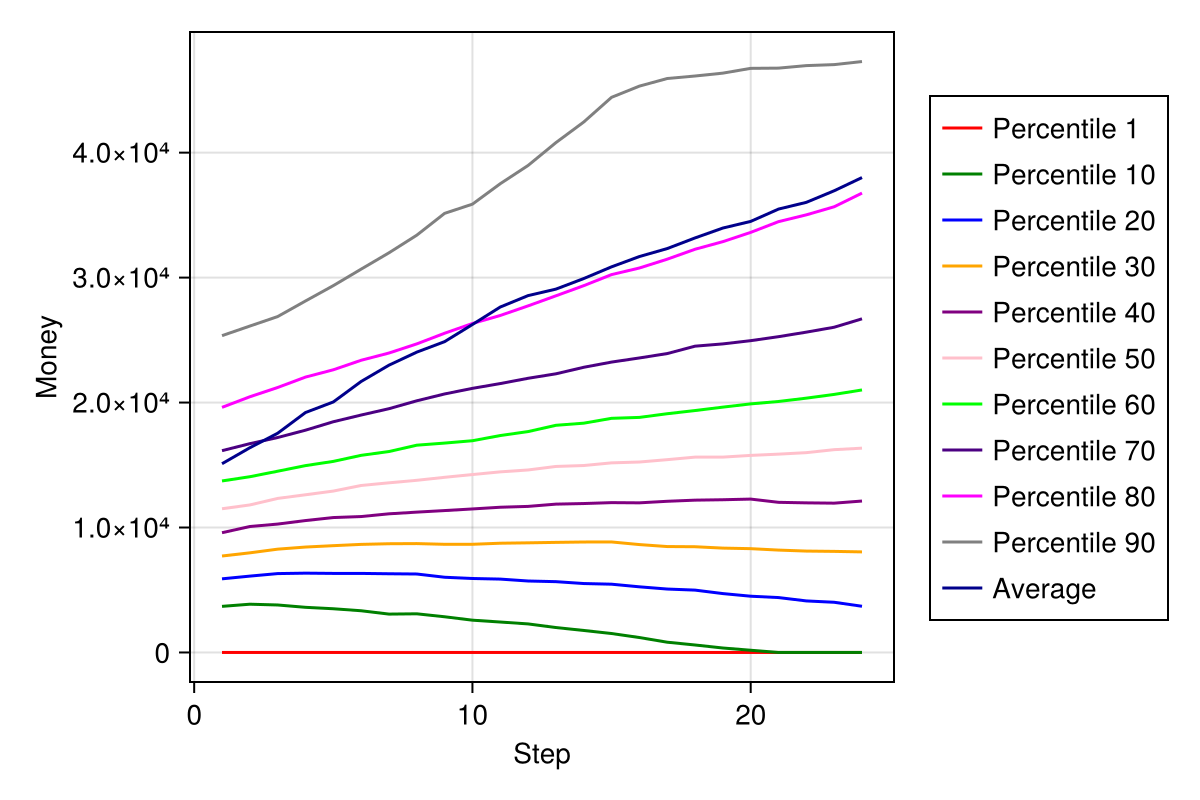 4.0×10⁴
3.0×10⁴
2.0×10⁴
1.0×10⁴
0
Money
0
10
20
Step
Percentile 1
Percentile 10
Percentile 20
Percentile 30
Percentile 40
Percentile 50
Percentile 60
Percentile 70
Percentile 80
Percentile 90
Average